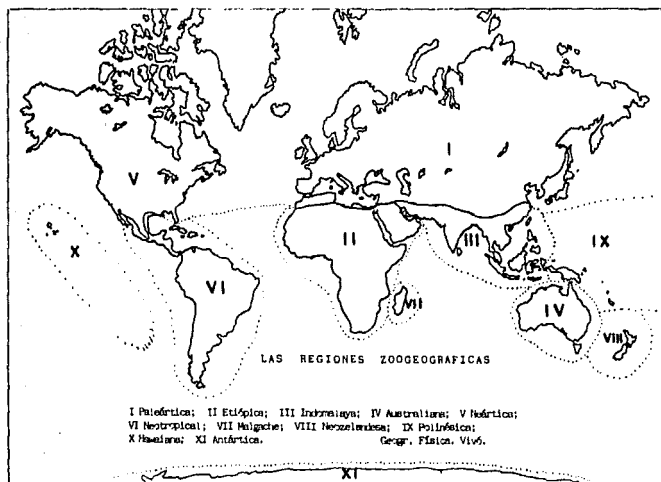 I
V
II
III
IX
X
VI
VII
IV
VIII
LAS REGIONES ZOOGEOGRAFICAS
I Paleártica; II Etiópica; III Indomalaya; IV Australiana; V Neártica;
VI Neotropical; VII Malgache; VIII Neozelandesa; IX Polinésica;
X Hawaiana; XI Antártica. Geogr. Física. Vivó.
XI